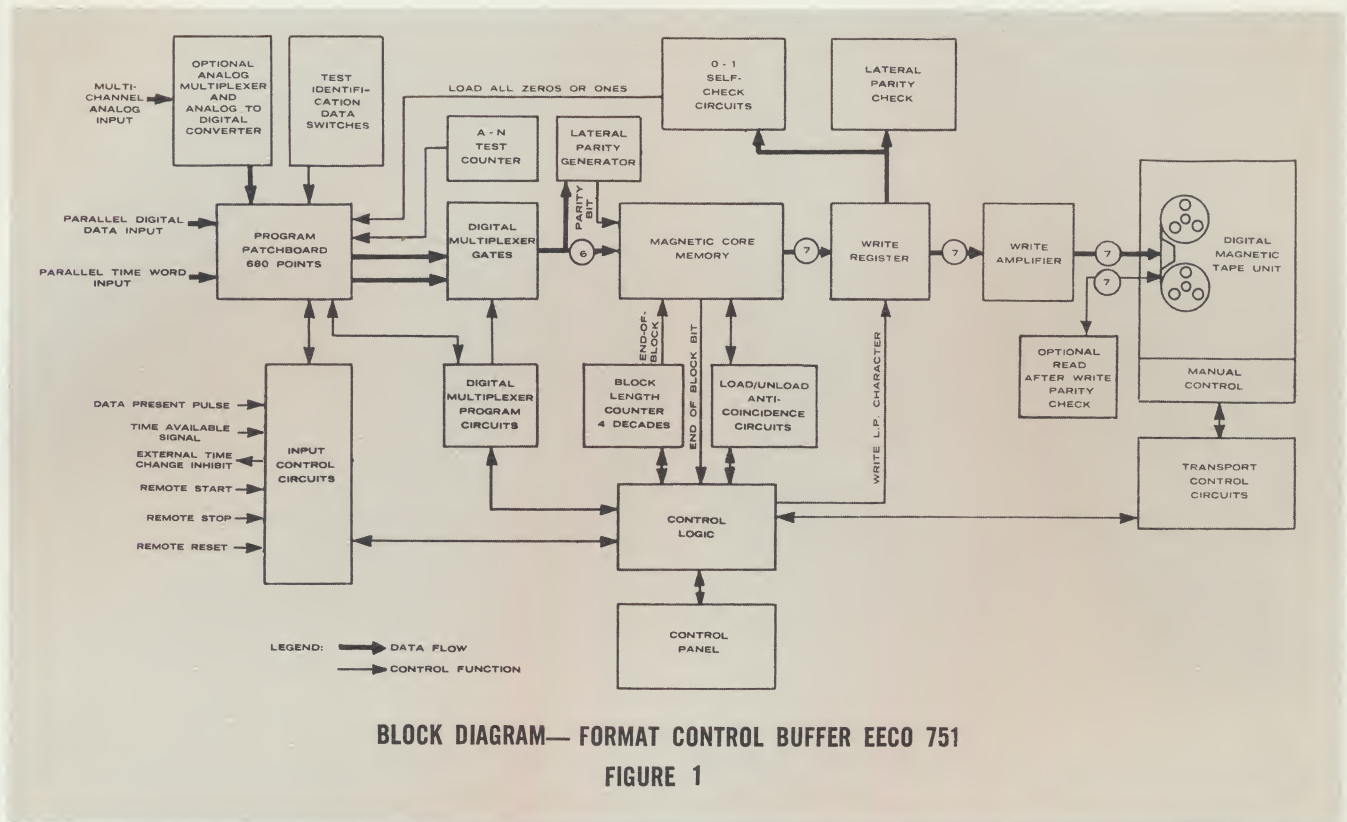 MULTI-
CHANNEL
ANALOG
INPUT
OPTIONAL
ANALOG
MULTIPLEXER
AND
ANALOG TO
DIGITAL
CONVERTER
TEST
IDENTIFI-
CATION
DATA
SWITCHES
LOAD ALL ZEROS OR ONES
A - N
TEST
COUNTER
LATERAL
PARITY
GENERATOR
0 - 1
SELF-
CHECK
CIRCUITS
LATERAL
PARITY
CHECK
PARALLEL DIGITAL
DATA INPUT
PARALLEL TIME WORD
INPUT
PROGRAM
PATCHBOARD
680 POINTS
DIGITAL
MULTIPLEXER
GATES
PARITY
BIT
6
MAGNETIC CORE
MEMORY
7
WRITE
REGISTER
7
WRITE
AMPLIFIER
7
7
DIGITAL
MAGNETIC
TAPE UNIT
MANUAL
CONTROL
OPTIONAL
READ
AFTER WRITE
PARITY
CHECK
TRANSPORT
CONTROL
CIRCUITS
DATA PRESENT PULSE
TIME AVAILABLE
SIGNAL
EXTERNAL TIME
CHANGE INHIBIT
REMOTE START
REMOTE STOP
REMOTE RESET
INPUT
CONTROL
CIRCUITS
DIGITAL
MULTIPLEXER
PROGRAM
CIRCUITS
END-OF-
BLOCK
BLOCK
LENGTH
COUNTER
4 DECADES
END OF BLOCK BIT
LOAD/UNLOAD
ANTI-
COINCIDENCE
CIRCUITS
WRITE L.P. CHARACTER
CONTROL
LOGIC
CONTROL
PANEL
LEGEND:
DATA FLOW
CONTROL FUNCTION
BLOCK DIAGRAM— FORMAT CONTROL BUFFER EECO 751
FIGURE 1